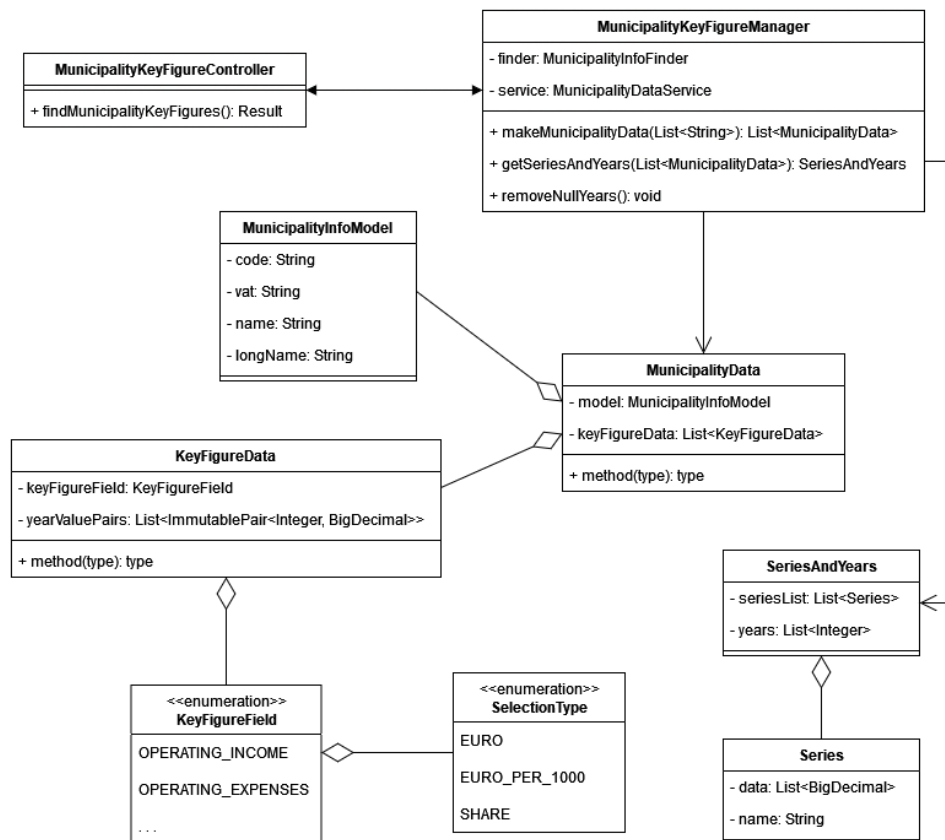 MunicipalityKeyFigureManager
- finder: MunicipalityInfoFinder
- service: MunicipalityDataService
+ makeMunicipalityData(List<String>): List<MunicipalityData>
+ getSeriesAndYears(List<MunicipalityData>): SeriesAndYears
+ removeNullYears(): void
MunicipalityKeyFigureController
+ findMunicipalityKeyFigures(): Result
MunicipalityInfoModel
- code: String
- vat: String
- name: String
- longName: String
MunicipalityData
- model: MunicipalityInfoModel
- keyFigureData: List<KeyFigureData>
+ method(type): type
KeyFigureData
- keyFigureField: KeyFigureField
- yearValuePairs: List<ImmutablePair<Integer, BigDecimal>>
+ method(type): type
SeriesAndYears
- seriesList: List<Series>
- years: List<Integer>
<<enumeration>>
KeyFigureField
OPERATING_INCOME
OPERATING_EXPENSES
. . .
<<enumeration>>
SelectionType
EURO
EURO_PER_1000
SHARE
Series
- data: List<BigDecimal>
- name: String